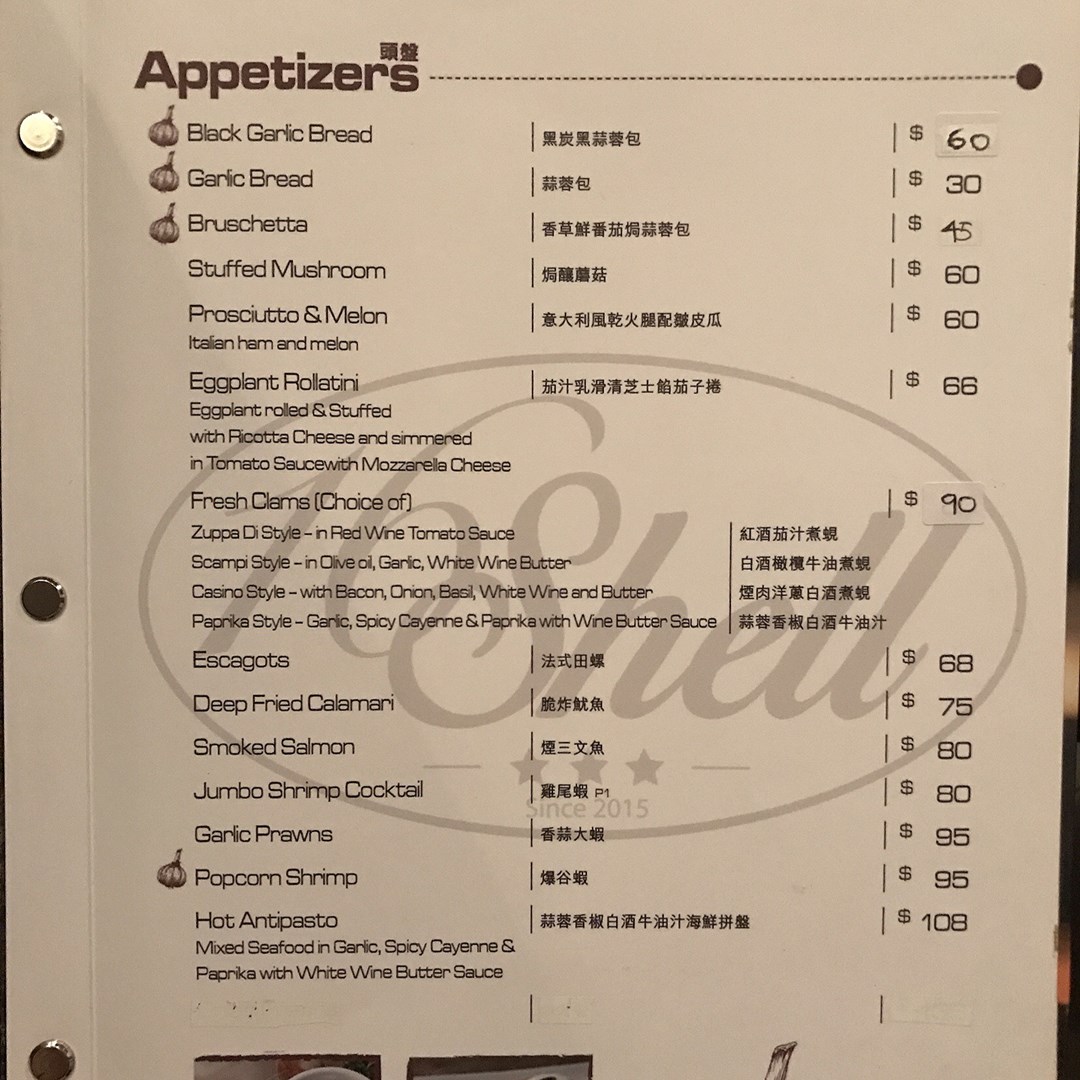 頭盤
Appetizers
Black Garlic Bread 黑炭黑蒜蓉包 $ 60
Garlic Bread 蒜蓉包 $ 30
Bruschetta 香草鮮番茄焗蒜蓉包 $ 45
Stuffed Mushroom 焗釀蘑菇 $ 60
Prosciutto & Melon 意大利風乾火腿配皺皮瓜 $ 60
Italian ham and melon
Eggplant Rollatini 茄汁乳滑清芝士餡茄子捲 $ 66
Eggplant rolled & Stuffed
with Ricotta Cheese and simmered
in Tomato Saucewith Mozzarella Cheese
Fresh Clams (Choice of) $ 90
Zuppa Di Style – in Red Wine Tomato Sauce 紅酒茄汁煮蜆
Scampi Style – in Olive oil, Garlic, White Wine Butter 白酒橄欖牛油煮蜆
Casino Style – with Bacon, Onion, Basil, White Wine and Butter 煙肉洋蔥白酒煮蜆
Paprika Style – Garlic, Spicy Cayenne & Paprika with Wine Butter Sauce 蒜蓉香椒白酒牛油汁
16 Shell
Escagots 法式田螺 $ 68
Deep Fried Calamari 脆炸魷魚 $ 75
Smoked Salmon 煙三文魚 $ 80
Jumbo Shrimp Cocktail 雞尾蝦 P1 $ 80
Since 2015
Garlic Prawns 香蒜大蝦 $ 95
Popcorn Shrimp 爆谷蝦 $ 95
Hot Antipasto 蒜蓉香椒白酒牛油汁海鮮拼盤 $ 108
Mixed Seafood in Garlic, Spicy Cayenne &
Paprika with White Wine Butter Sauce